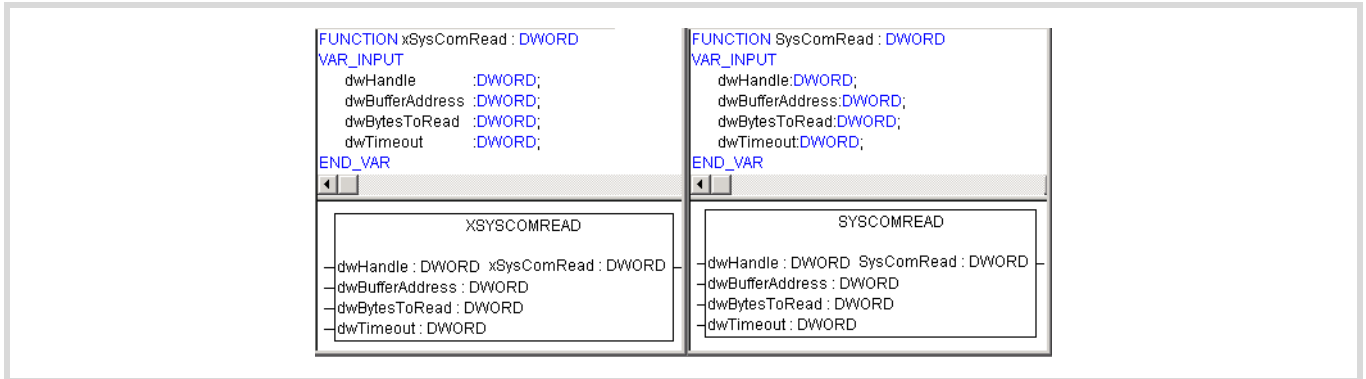 FUNCTION xSysComRead : DWORD
VAR_INPUT
dwHandle :DWORD;
dwBufferAddress :DWORD;
dwBytesToRead :DWORD;
dwTimeout :DWORD;
END_VAR
XSYSCOMREAD
dwHandle : DWORD xSysComRead : DWORD
dwBufferAddress : DWORD
dwBytesToRead : DWORD
dwTimeout : DWORD
FUNCTION SysComRead : DWORD
VAR_INPUT
dwHandle:DWORD;
dwBufferAddress:DWORD;
dwBytesToRead:DWORD;
dwTimeout:DWORD;
END_VAR
SYSCOMREAD
dwHandle : DWORD SysComRead : DWORD
dwBufferAddress : DWORD
dwBytesToRead : DWORD
dwTimeout : DWORD